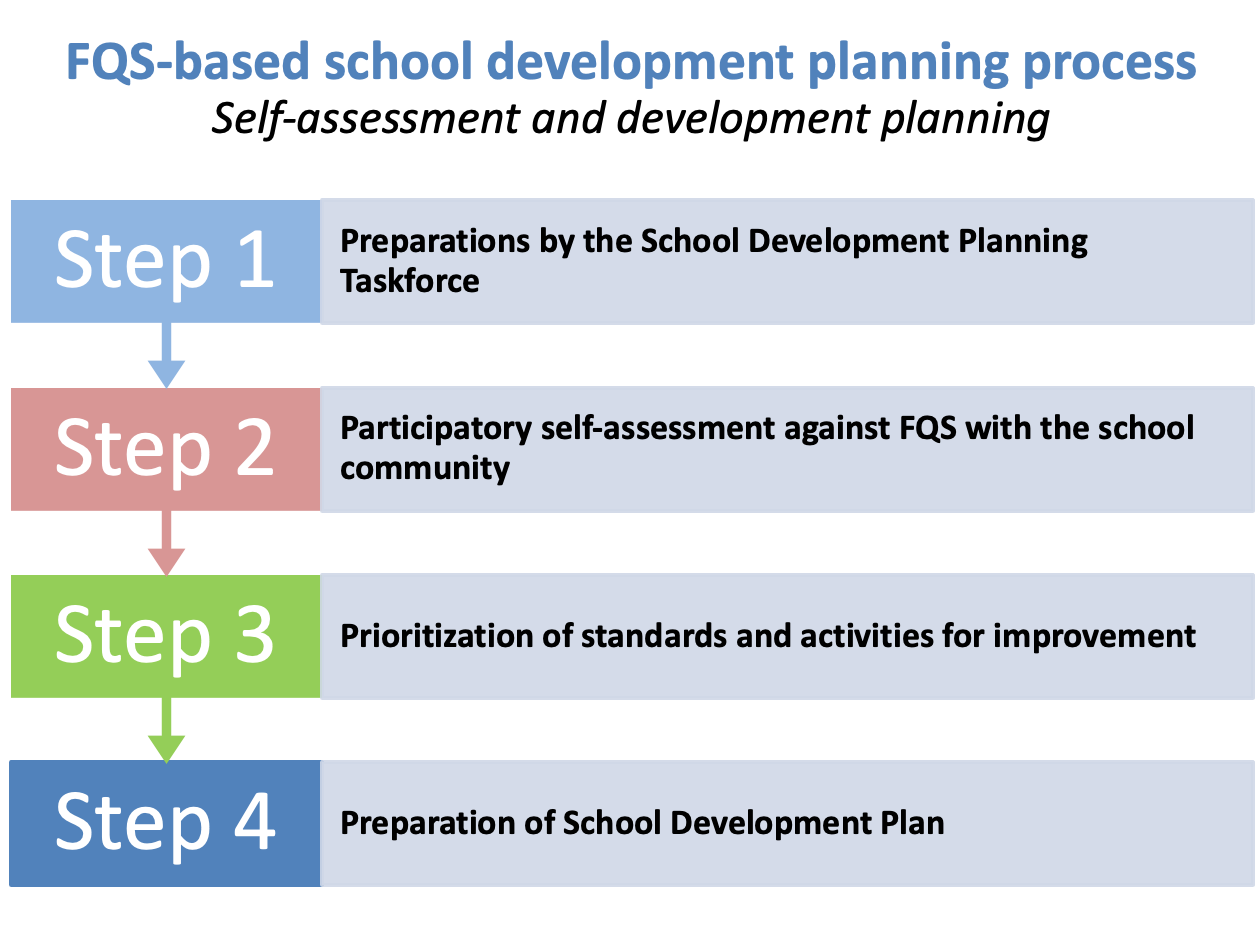 FQS-based school development planning process
Self-assessment and development planning
Step 1
Preparations by the School Development Planning
Taskforce
Step 2
Participatory self-assessment against FQS with the school
community
Step 3
Prioritization of standards and activities for improvement
Step 4
Preparation of School Development Plan